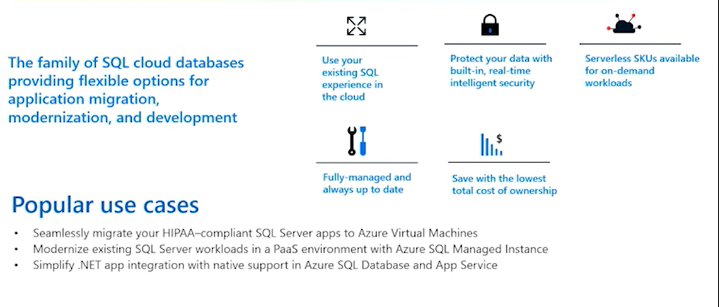 The family of SQL cloud databases
providing flexible options for
application migration,
modernization, and development
Use your
existing SQL
experience in
the cloud
Protect your data with
built-in, real-time
intelligent security
Serverless SKUs available
for on-demand
workloads
Fully-managed and
always up to date
$
Save with the lowest
total cost of ownership
Popular use cases
• Seamlessly migrate your HIPAA–compliant SQL Server apps to Azure Virtual Machines
• Modernize existing SQL Server workloads in a PaaS environment with Azure SQL Managed Instance
• Simplify .NET app integration with native support in Azure SQL Database and App Service